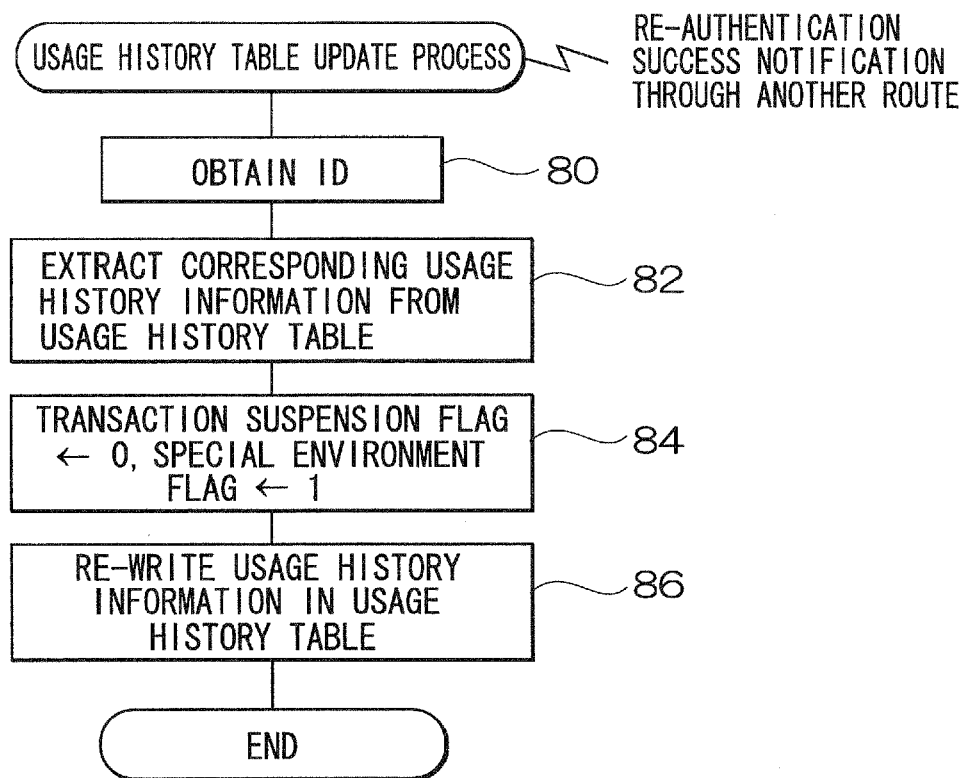 USAGE HISTORY TABLE UPDATE PROCESS
RE-AUTHENTICATION
SUCCESS NOTIFICATION
THROUGH ANOTHER ROUTE
OBTAIN ID
80
EXTRACT CORRESPONDING USAGE
HISTORY INFORMATION FROM
USAGE HISTORY TABLE
82
TRANSACTION SUSPENSION FLAG
← 0, SPECIAL ENVIRONMENT
FLAG ← 1
84
RE-WRITE USAGE HISTORY
INFORMATION IN USAGE
HISTORY TABLE
86
END